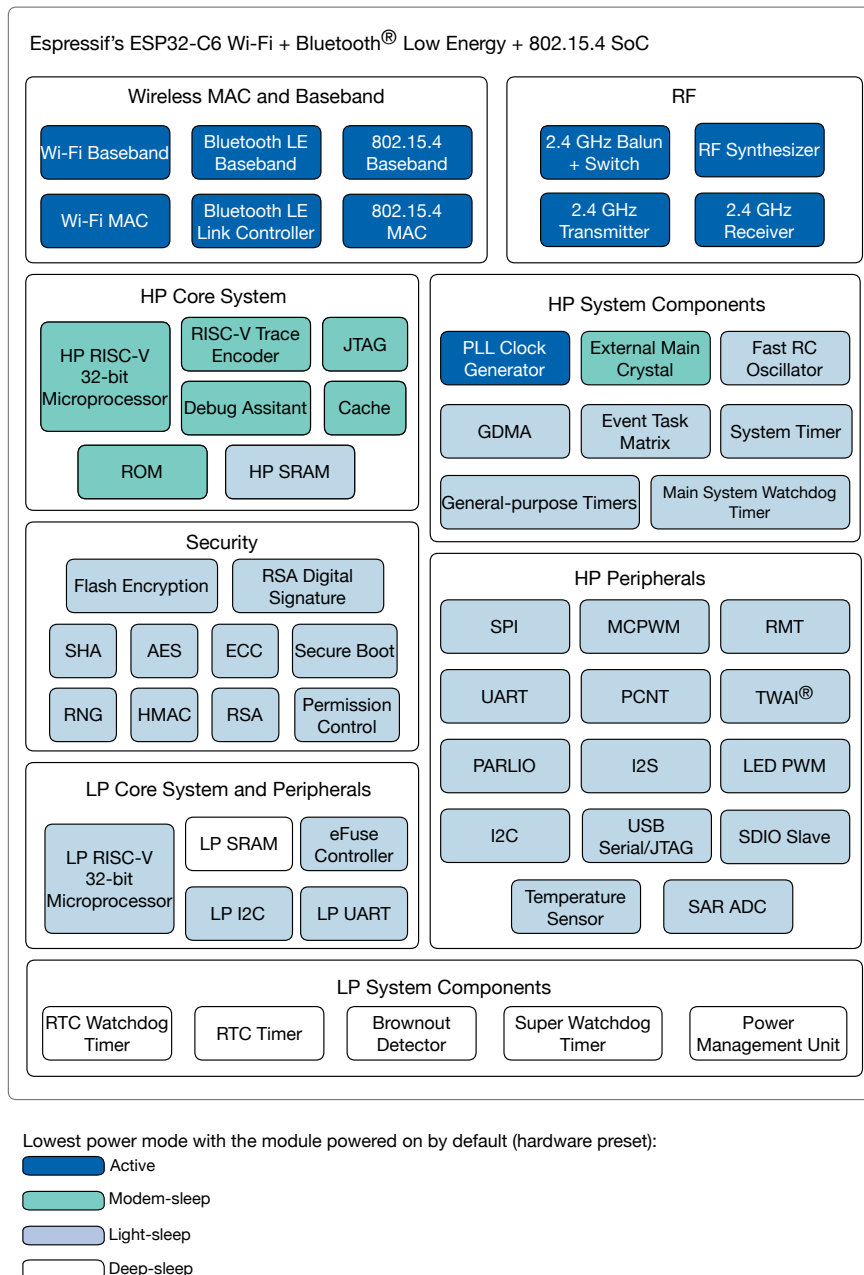 Espressif's ESP32-C6 Wi-Fi + Bluetooth® Low Energy + 802.15.4 SoC
Wireless MAC and Baseband
Wi-Fi Baseband
Bluetooth LE
Baseband
802.15.4
Baseband
Wi-Fi MAC
Bluetooth LE
Link Controller
802.15.4
MAC
RF
2.4 GHz Balun
+ Switch
RF Synthesizer
2.4 GHz
Transmitter
2.4 GHz
Receiver
HP Core System
HP RISC-V
32-bit
Microprocessor
RISC-V Trace
Encoder
JTAG
Debug Assitant
Cache
ROM
HP SRAM
HP System Components
PLL Clock
Generator
External Main
Crystal
Fast RC
Oscillator
GDMA
Event Task
Matrix
System Timer
General-purpose Timers
Main System Watchdog
Timer
Security
Flash Encryption
RSA Digital
Signature
SHA
AES
ECC
Secure Boot
RNG
HMAC
RSA
Permission
Control
HP Peripherals
SPI
MCPWM
RMT
UART
PCNT
TWAI®
PARLIO
I2S
LED PWM
I2C
USB
Serial/JTAG
SDIO Slave
Temperature
Sensor
SAR ADC
LP Core System and Peripherals
LP RISC-V
32-bit
Microprocessor
LP SRAM
eFuse
Controller
LP I2C
LP UART
LP System Components
RTC Watchdog
Timer
RTC Timer
Brownout
Detector
Super Watchdog
Timer
Power
Management Unit
Lowest power mode with the module powered on by default (hardware preset):
Active
Modem-sleep
Light-sleep
Deep-sleep